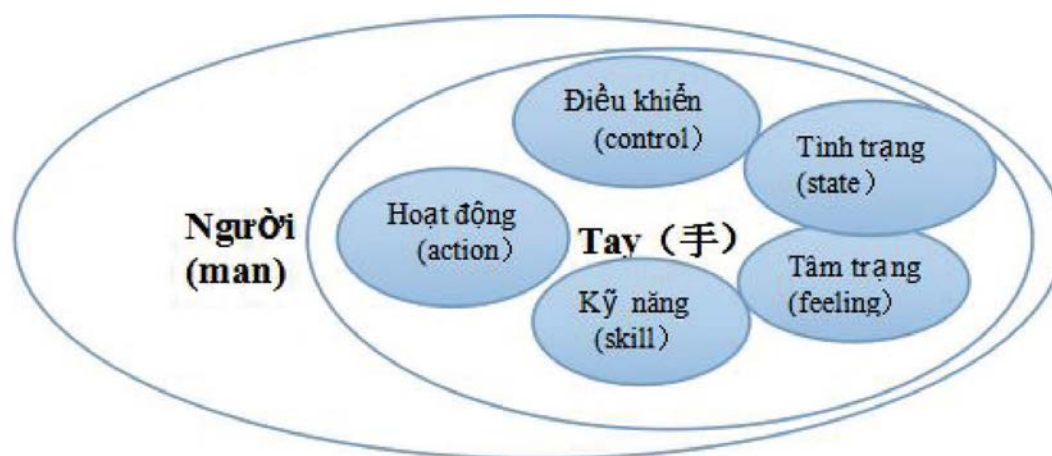 Điều khiển
(control)
Tình trạng
(state）
Hoạt động
(action)
Người
(man)
Tay（手）
Tâm trạng
(feeling)
Kỹ năng
(skill）